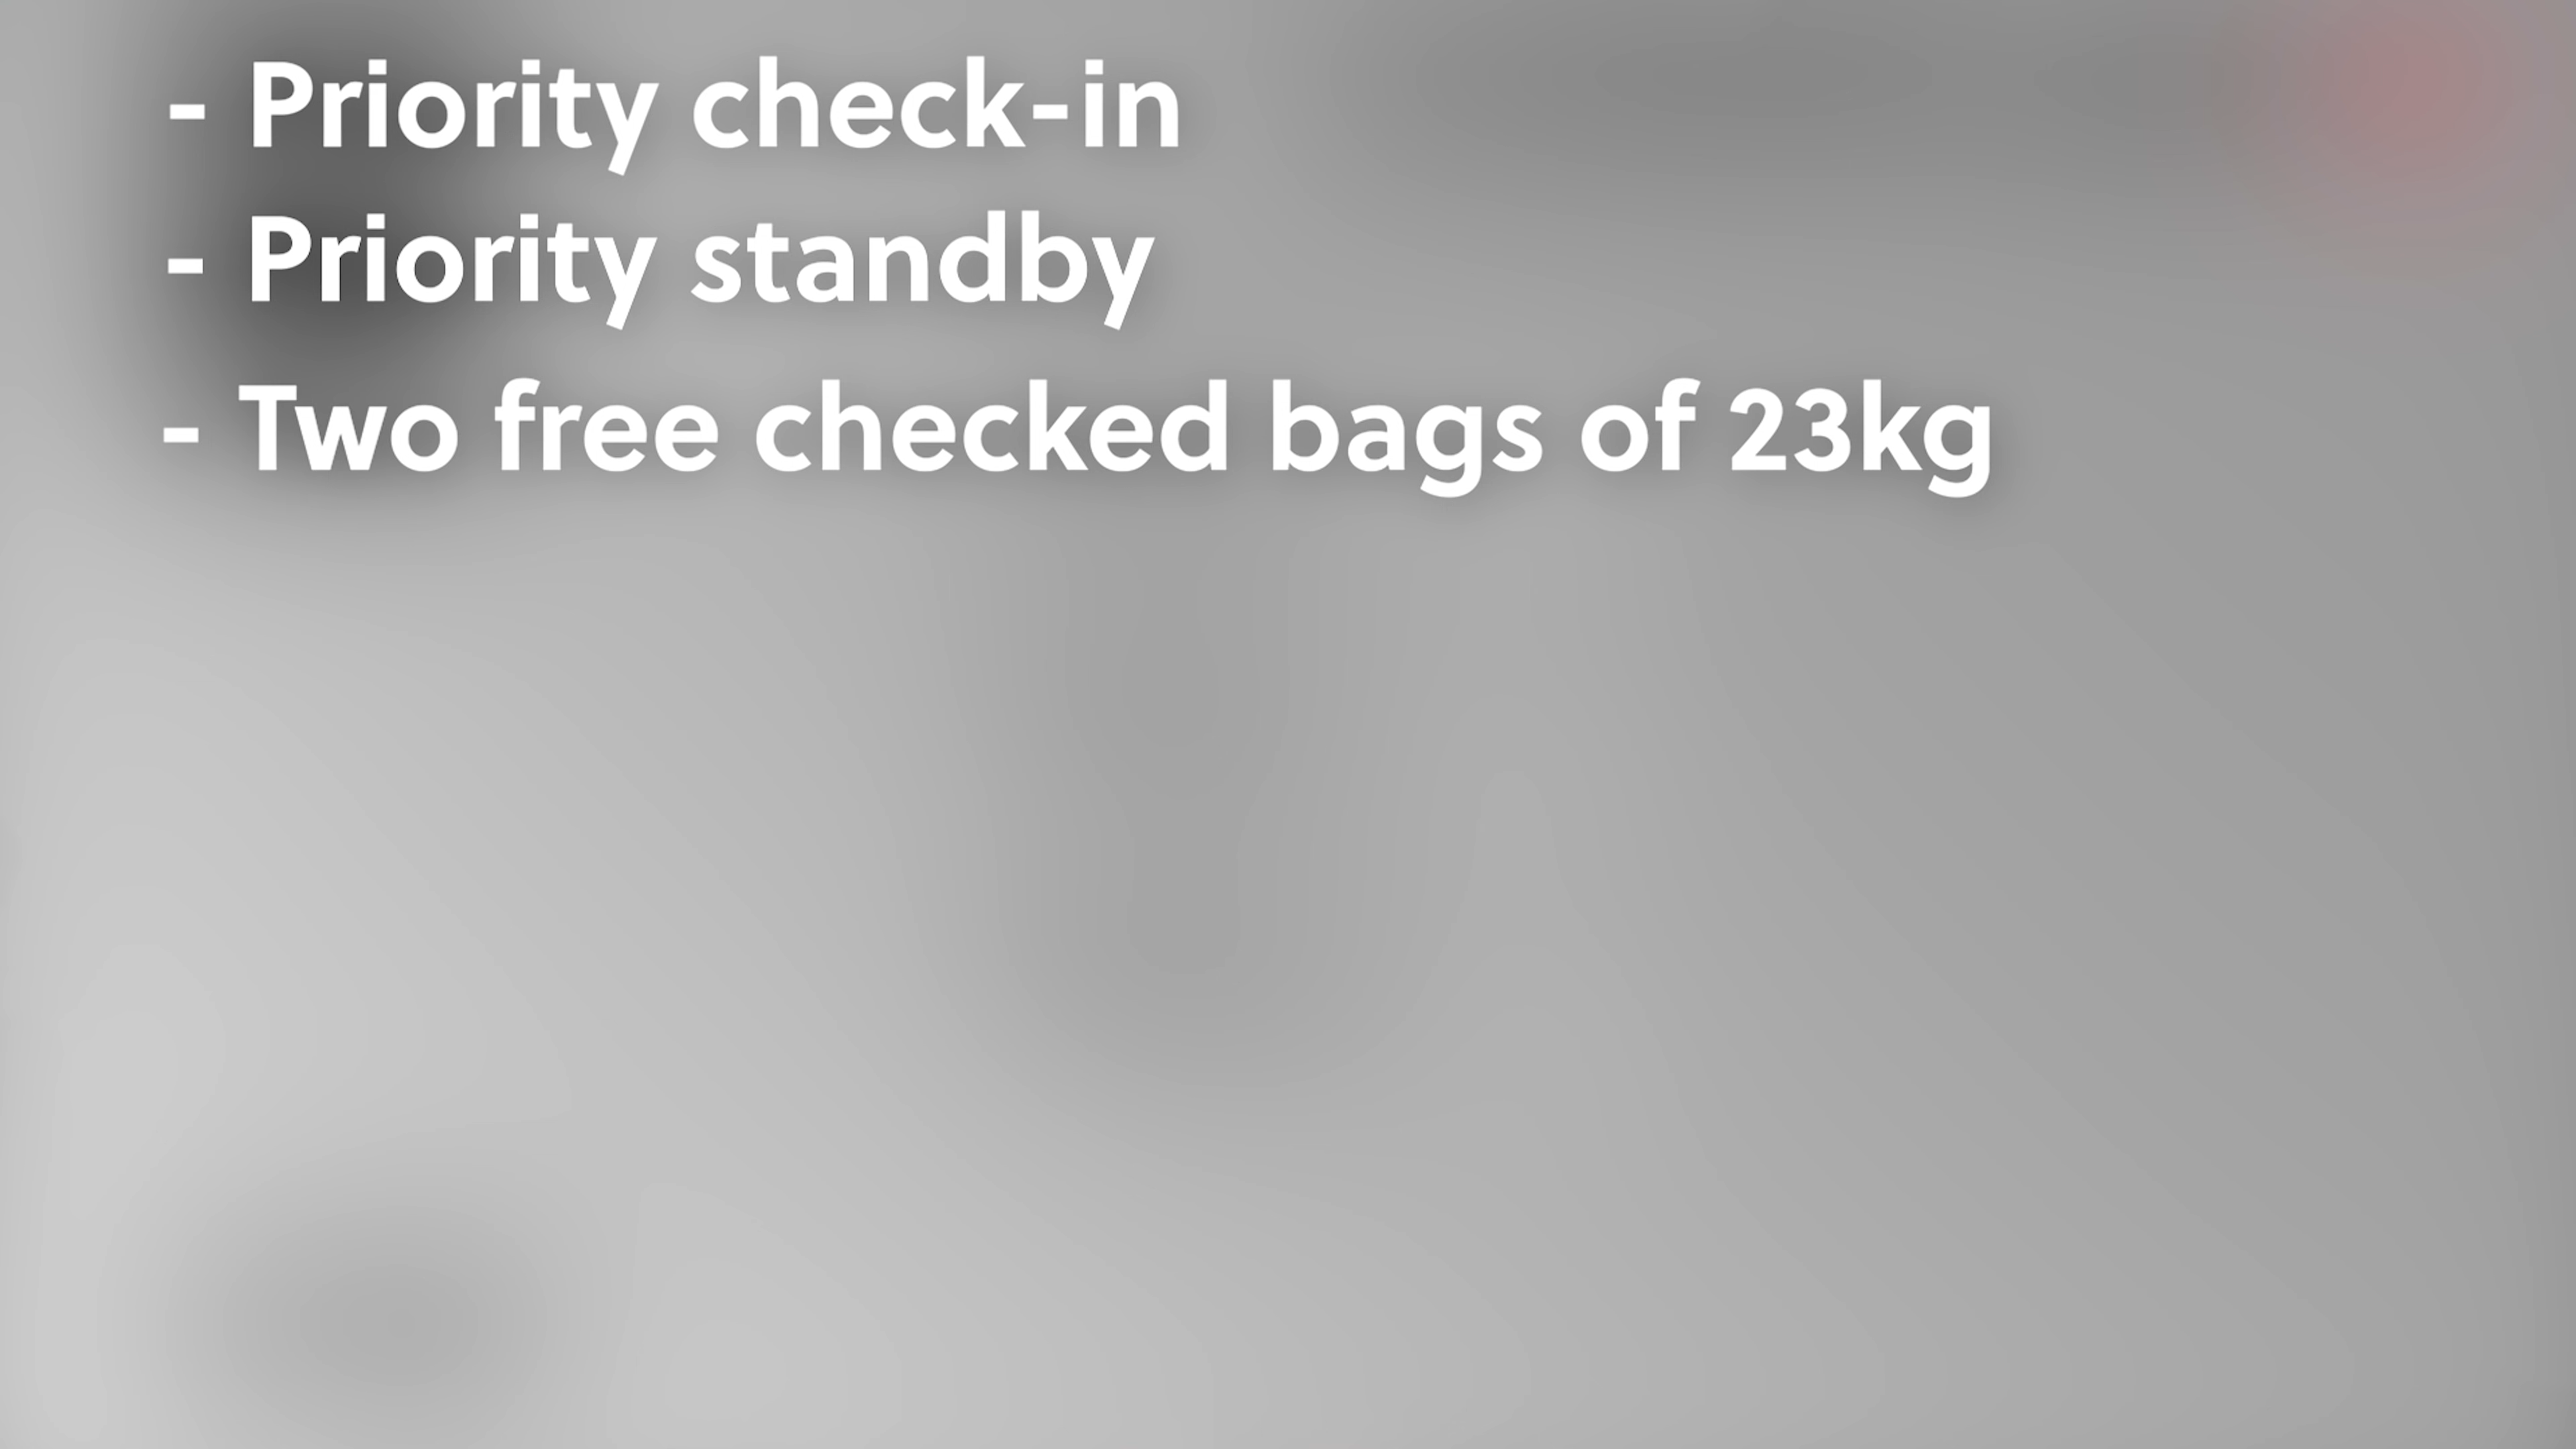 - Priority check-in
- Priority standby
- Two free checked bags of 23kg